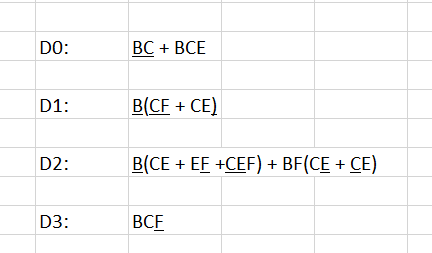 D0: BC + BCE
D1: B(CF + CE)
D2: B(CE + EF +CEF) + BF(CE + CE)
D3: BCF